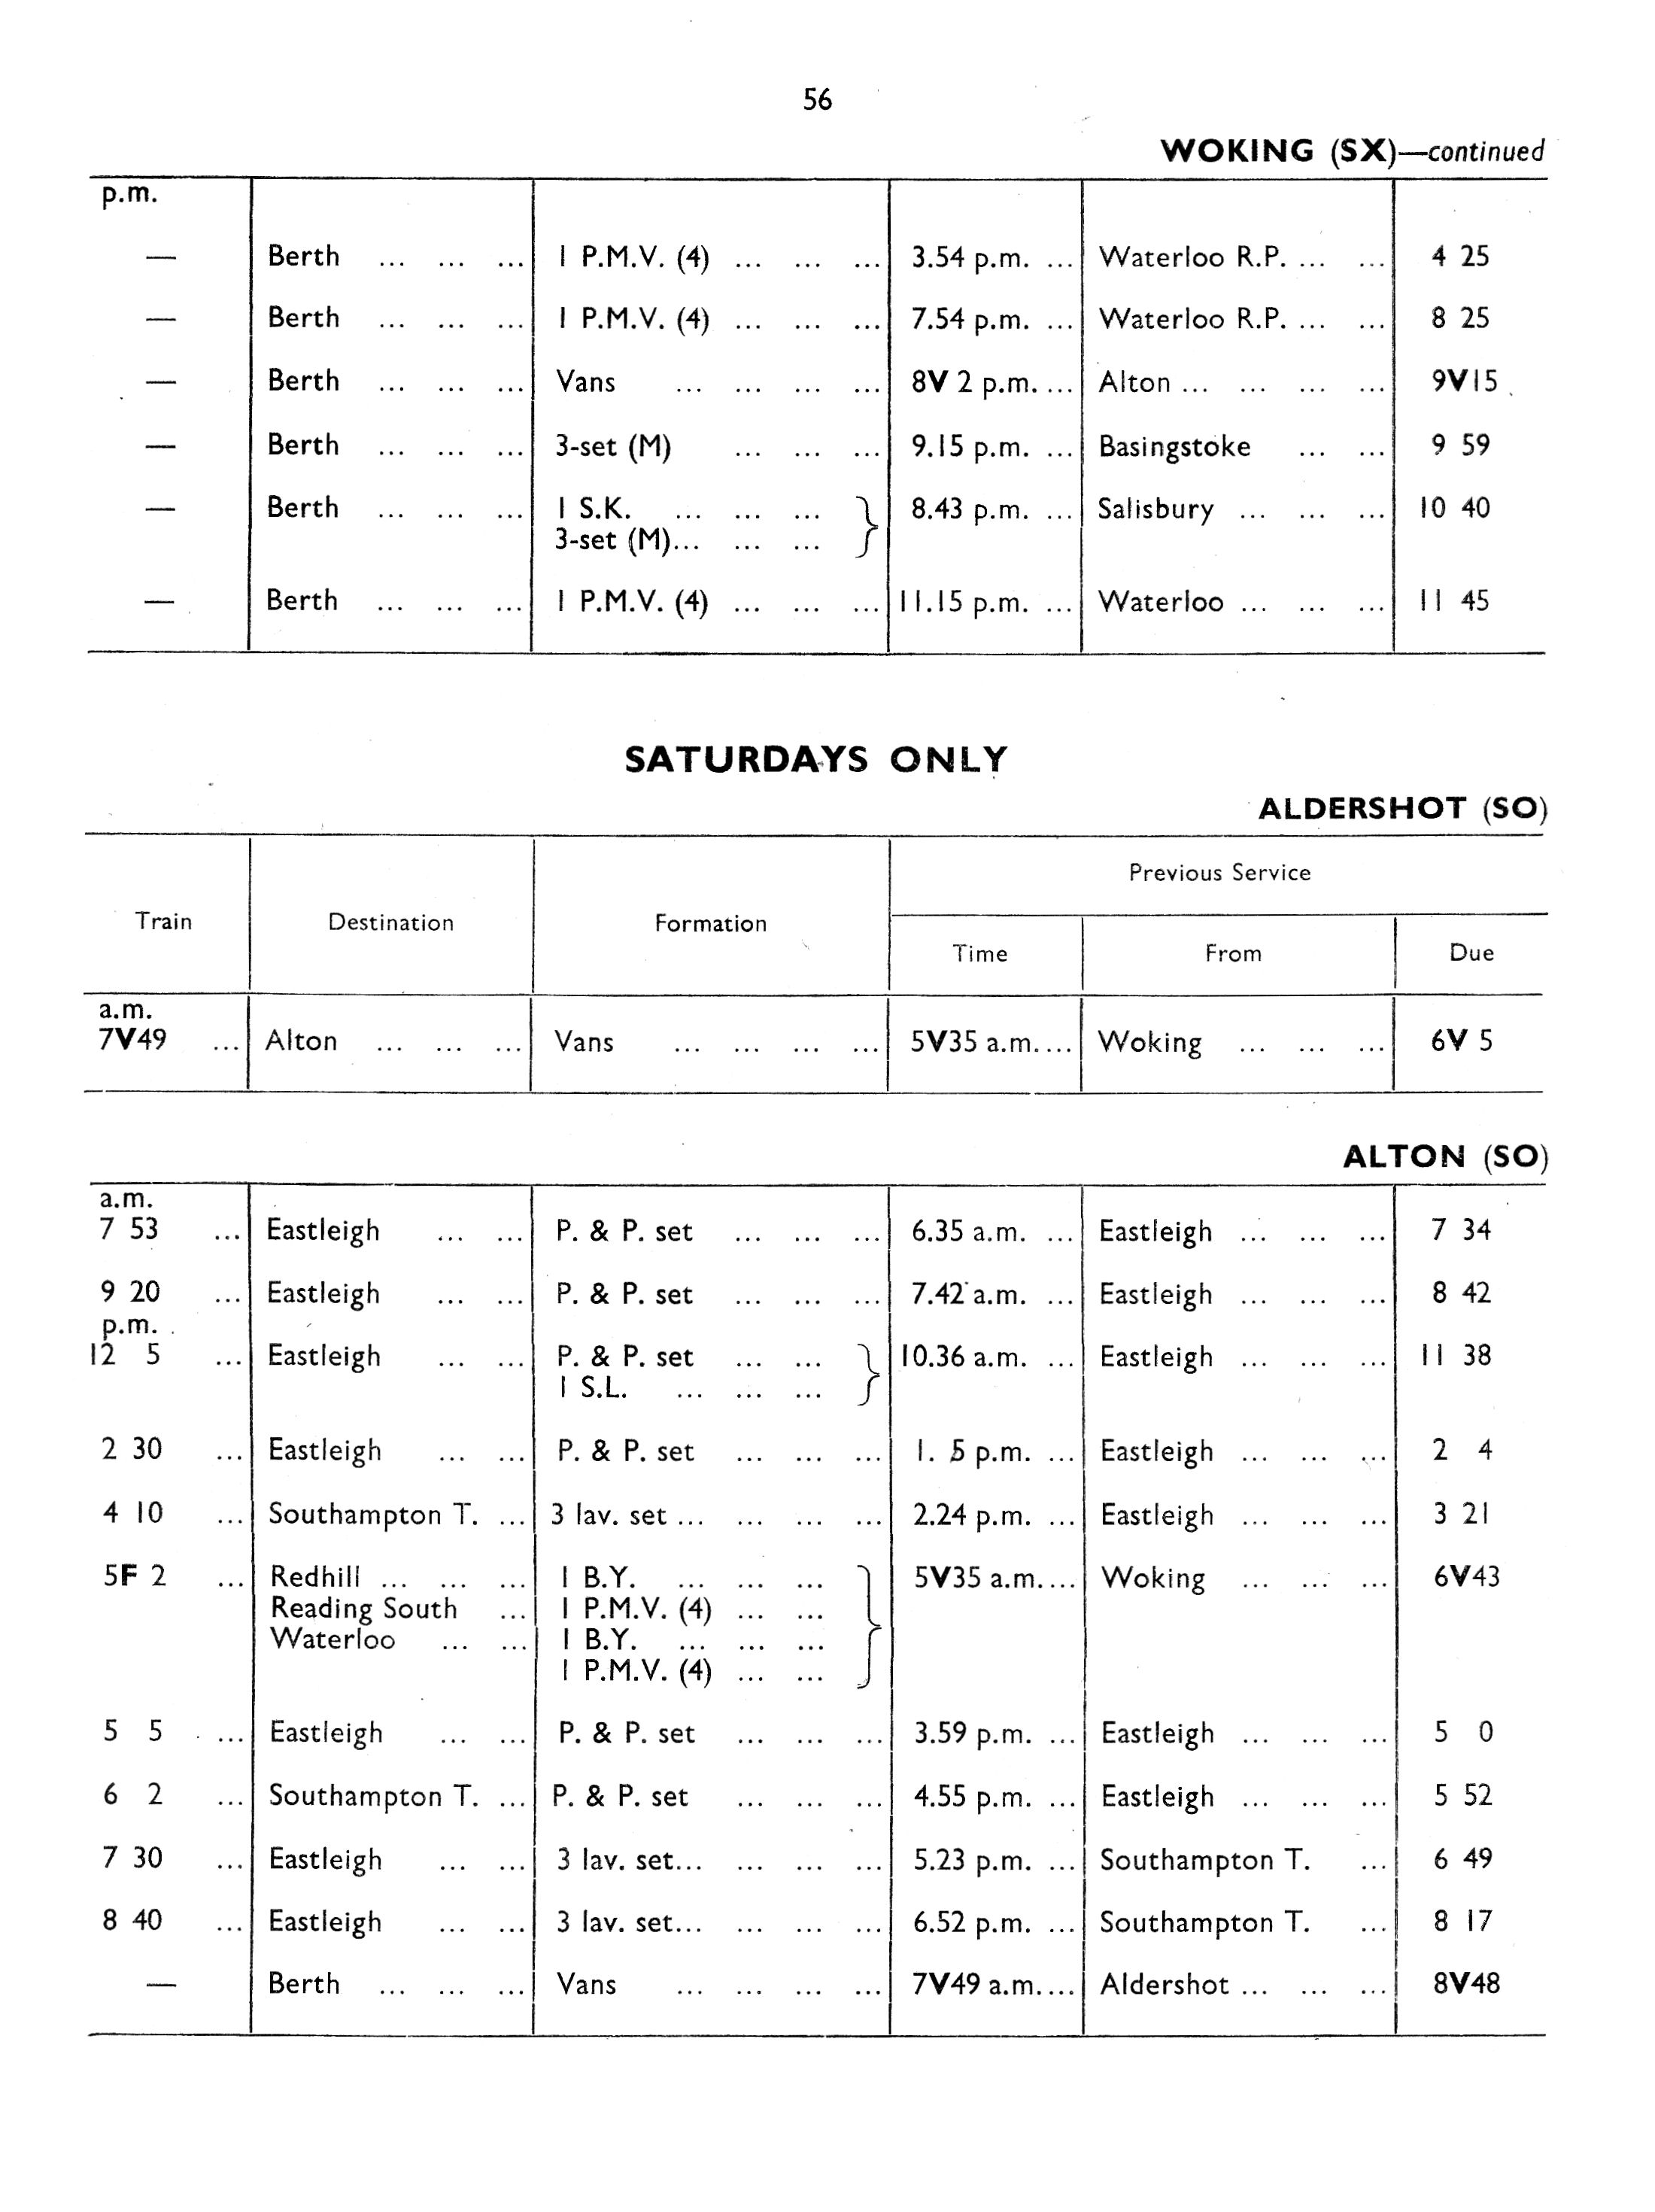 56
WOKING (SX)—continued
p.m.
— Berth ... ... ... 1 P.M.V. (4) ... ... ... 3.54 p.m. ... Waterloo R.P. ... ... 4 25
— Berth ... ... ... 1 P.M.V. (4) ... ... ... 7.54 p.m. ... Waterloo R.P. ... ... 8 25
— Berth ... ... ... Vans ... ... ... ... 8V 2 p.m. ... Alton ... ... ... ... 9V15
— Berth ... ... ... 3-set (M) ... ... ... 9.15 p.m. ... Basingstoke ... ... 9 59
— Berth ... ... ... 1 S.K. ... ... ... } 8.43 p.m. ... Salisbury ... ... ... 10 40
3-set (M)... ... ...
— Berth ... ... ... 1 P.M.V. (4) ... ... ... 11.15 p.m. ... Waterloo ... ... ... 11 45
SATURDAYS ONLY
ALDERSHOT (SO)
Previous Service
Train Destination Formation
Time From Due
a.m.
7V49 ... Alton ... ... ... Vans ... ... ... ... 5V35 a.m. ... Woking ... ... ... 6V 5
ALTON (SO)
a.m.
7 53 ... Eastleigh ... ... P. & P. set ... ... ... 6.35 a.m. ... Eastleigh ... ... ... 7 34
9 20 ... Eastleigh ... ... P. & P. set ... ... ... 7.42 a.m. ... Eastleigh ... ... ... 8 42
p.m.
12 5 ... Eastleigh ... ... P. & P. set ... ... } 10.36 a.m. ... Eastleigh ... ... ... 11 38
1 S.L. ... ... ...
2 30 ... Eastleigh ... ... P. & P. set ... ... ... 1. 5 p.m. ... Eastleigh ... ... ... 2 4
4 10 ... Southampton T. ... 3 lav. set ... ... ... ... 2.24 p.m. ... Eastleigh ... ... ... 3 21
5F 2 ... Redhill ... ... ... 1 B.Y. ... ... ... } 5V35 a.m. ... Woking ... ... ... 6V43
Reading South ... 1 P.M.V. (4) ... ...
Waterloo ... ... 1 B.Y. ... ... ...
1 P.M.V. (4) ... ...
5 5 ... Eastleigh ... ... P. & P. set ... ... ... 3.59 p.m. ... Eastleigh ... ... ... 5 0
6 2 ... Southampton T. ... P. & P. set ... ... ... 4.55 p.m. ... Eastleigh ... ... ... 5 52
7 30 ... Eastleigh ... ... 3 lav. set... ... ... ... 5.23 p.m. ... Southampton T. ... 6 49
8 40 ... Eastleigh ... ... 3 lav. set... ... ... ... 6.52 p.m. ... Southampton T. ... 8 17
— Berth ... ... ... Vans ... ... ... ... 7V49 a.m. ... Aldershot ... ... ... 8V48